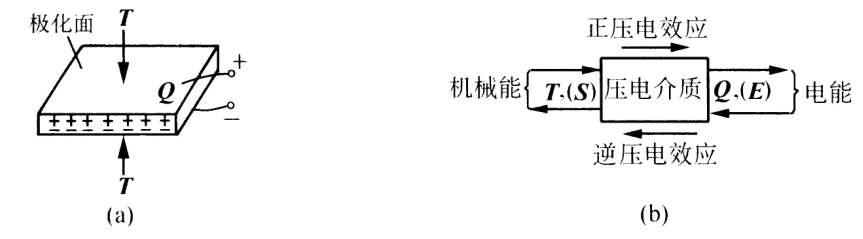 极化面
T
+
Q
−
+ + + + + + +
− − − − − − −
T
(a)
正压电效应
机械能 T,(S) 压电介质 Q,(E) 电能
逆压电效应
(b)